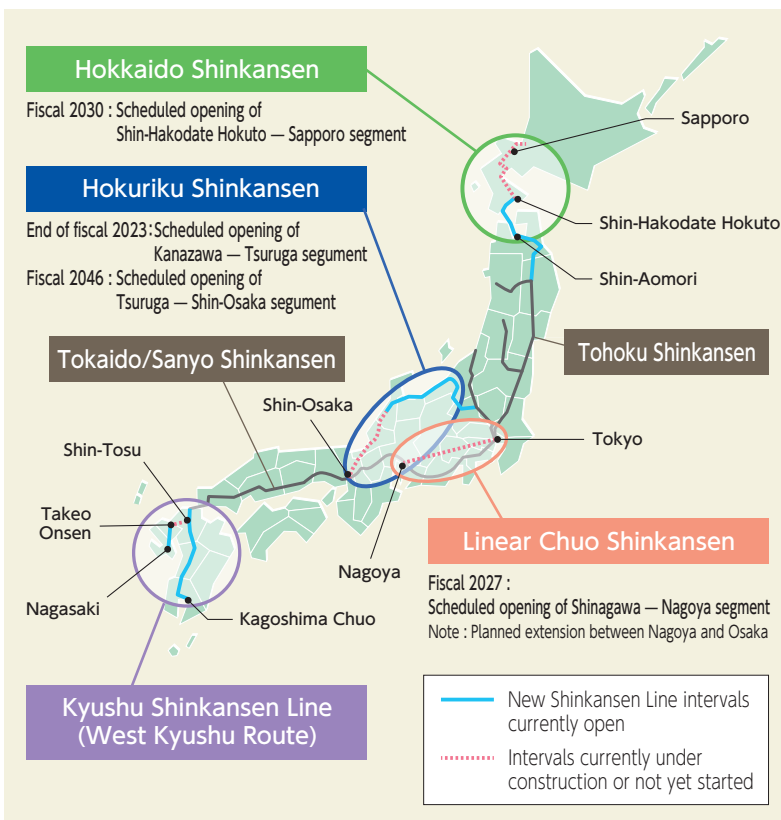 Hokkaido Shinkansen
Fiscal 2030 : Scheduled opening of
Shin-Hakodate Hokuto — Sapporo segment
Hokuriku Shinkansen
End of fiscal 2023 : Scheduled opening of
Kanazawa — Tsuruga segument
Fiscal 2046 : Scheduled opening of
Tsuruga — Shin-Osaka segument
Sapporo
Shin-Hakodate Hokuto
Shin-Aomori
Tohoku Shinkansen
Tokaido/Sanyo Shinkansen
Shin-Osaka
Tokyo
Shin-Tosu
Takeo
Onsen
Nagasaki
Kagoshima Chuo
Nagoya
Linear Chuo Shinkansen
Fiscal 2027 :
Scheduled opening of Shinagawa — Nagoya segment
Note : Planned extension between Nagoya and Osaka
Kyushu Shinkansen Line
(West Kyushu Route)
New Shinkansen Line intervals
currently open
Intervals currently under
construction or not yet started